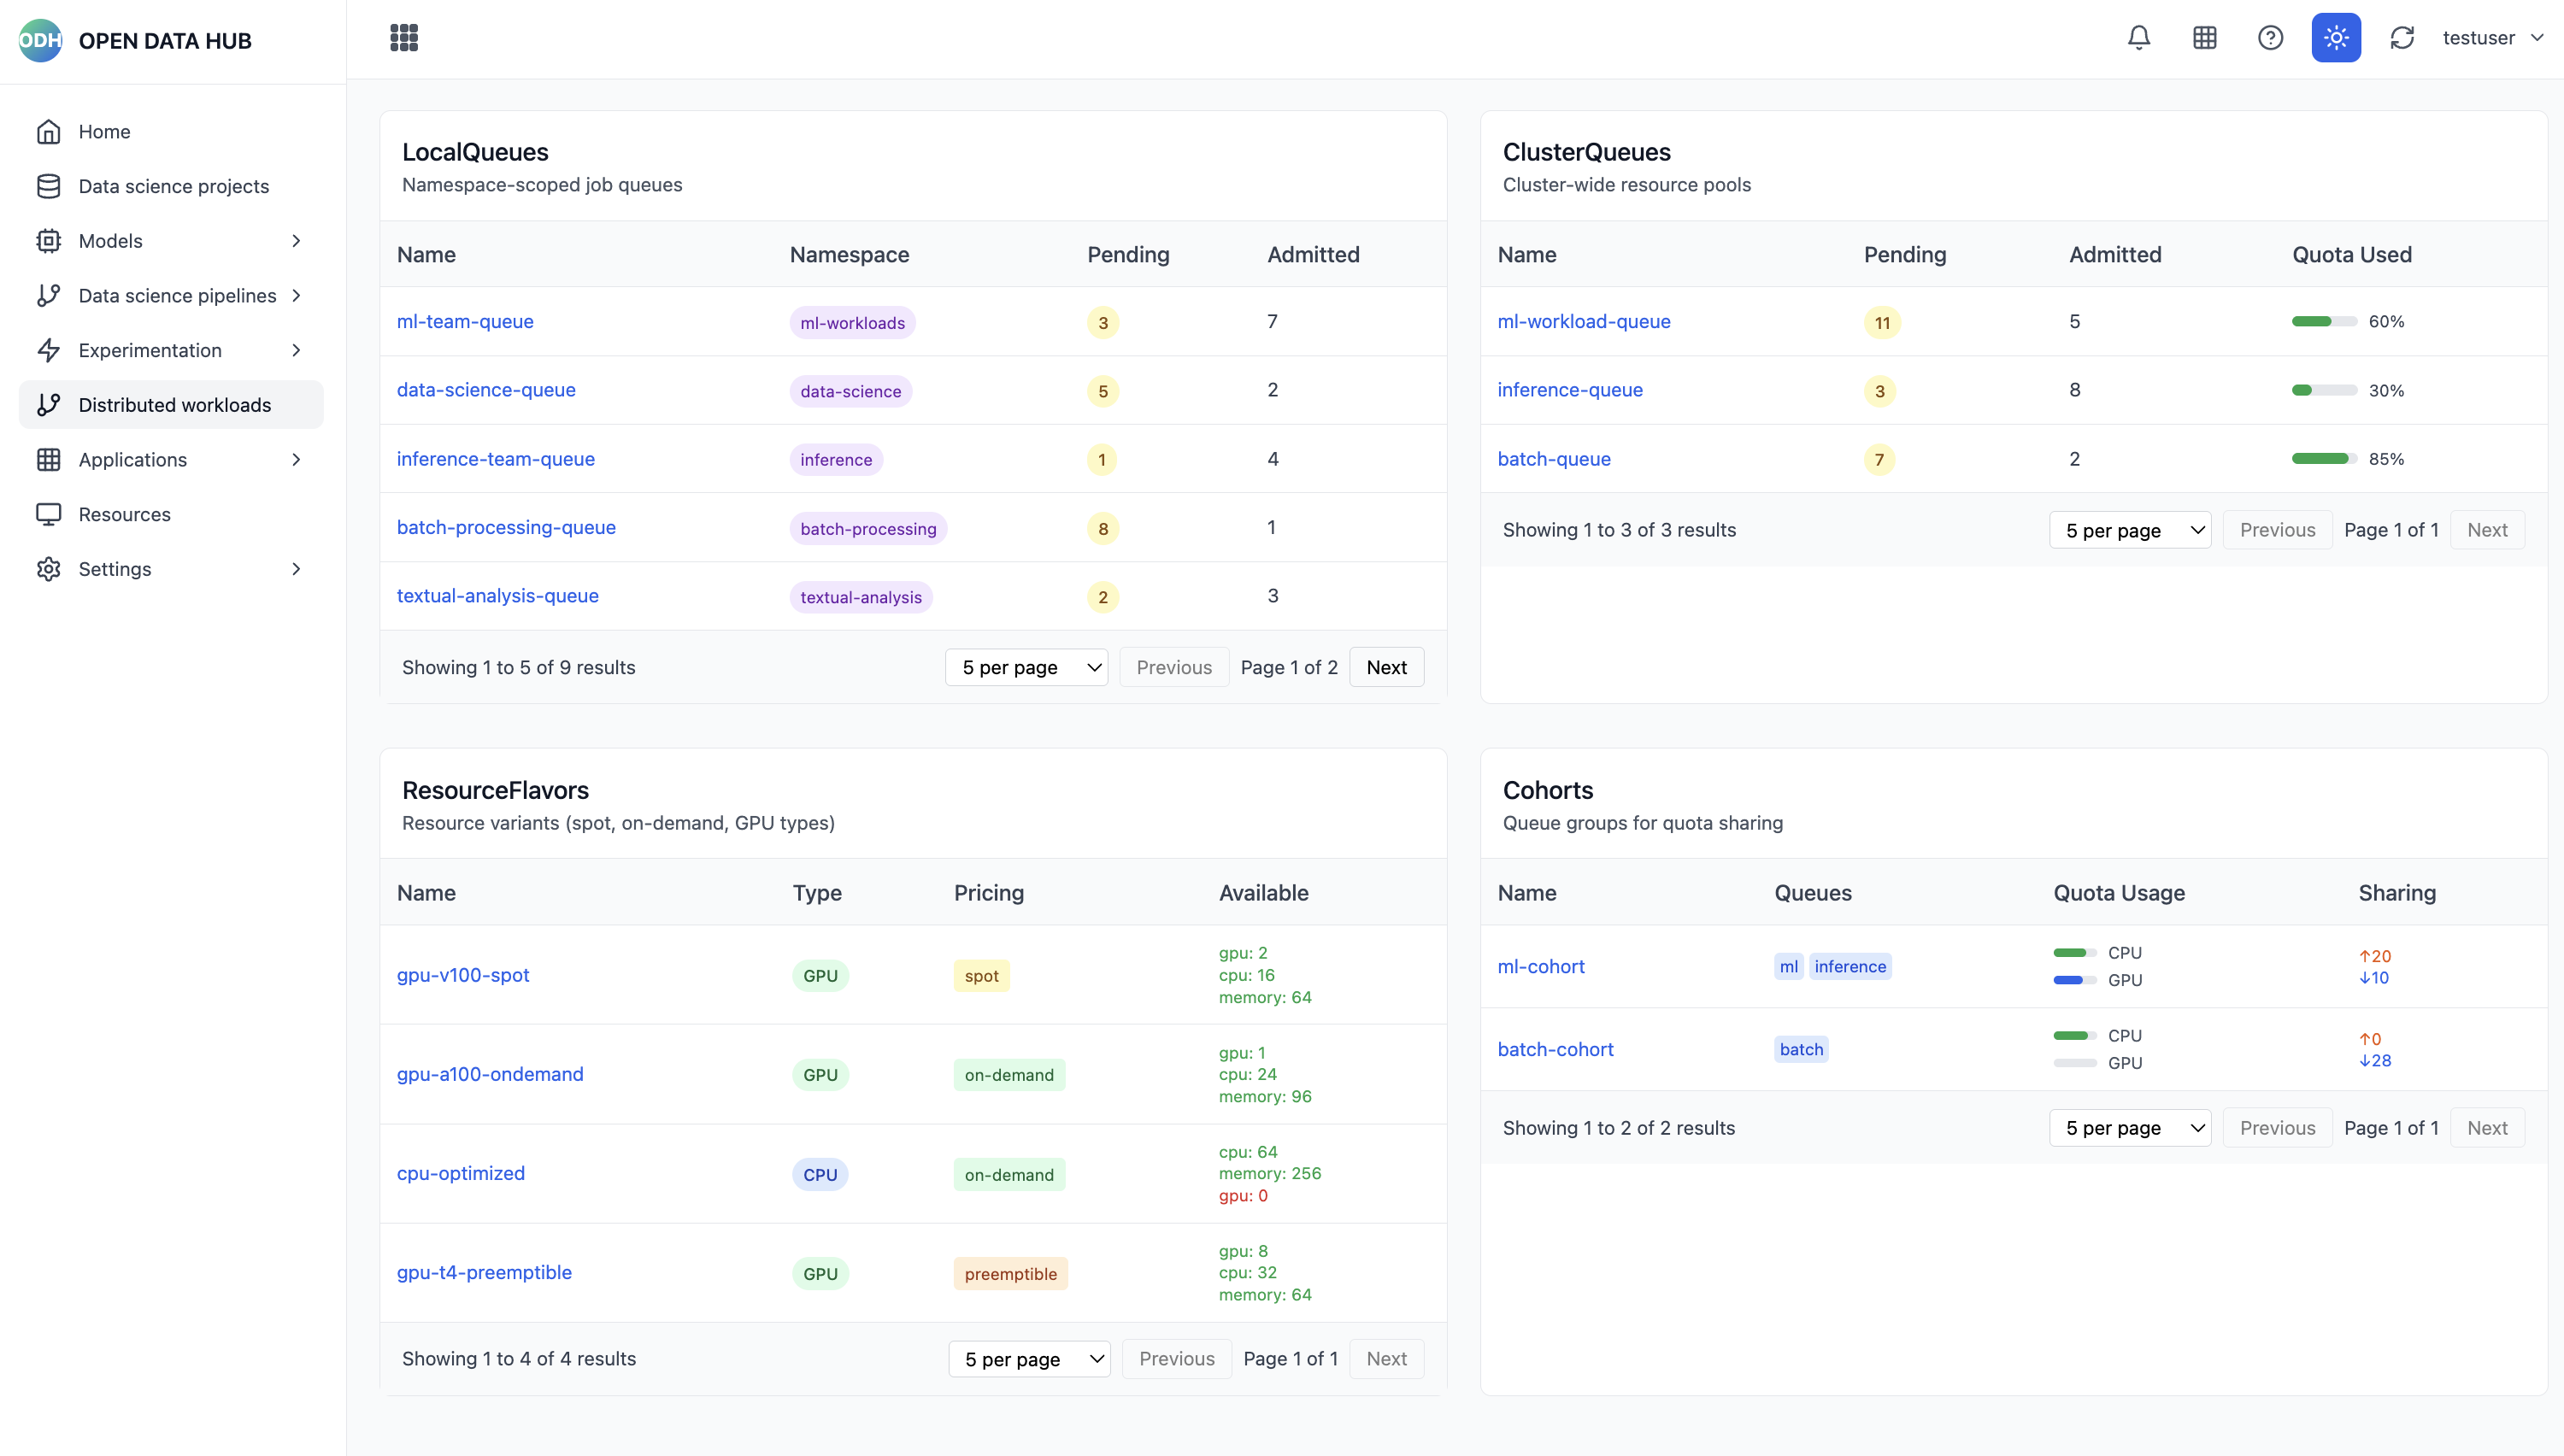 ODH OPEN DATA HUB
testuser
Home
Data science projects
Models
Data science pipelines
Experimentation
Distributed workloads
Applications
Resources
Settings
LocalQueues
Namespace-scoped job queues
Name Namespace Pending Admitted
ml-team-queue ml-workloads 3 7
data-science-queue data-science 5 2
inference-team-queue inference 1 4
batch-processing-queue batch-processing 8 1
textual-analysis-queue textual-analysis 2 3
Showing 1 to 5 of 9 results 5 per page Previous Page 1 of 2 Next
ClusterQueues
Cluster-wide resource pools
Name Pending Admitted Quota Used
ml-workload-queue 11 5 60%
inference-queue 3 8 30%
batch-queue 7 2 85%
Showing 1 to 3 of 3 results 5 per page Previous Page 1 of 1 Next
ResourceFlavors
Resource variants (spot, on-demand, GPU types)
Name Type Pricing Available
gpu-v100-spot GPU spot
gpu: 2
cpu: 16
memory: 64
gpu-a100-ondemand GPU on-demand
gpu: 1
cpu: 24
memory: 96
cpu-optimized CPU on-demand
cpu: 64
memory: 256
gpu: 0
gpu-t4-preemptible GPU preemptible
gpu: 8
cpu: 32
memory: 64
Showing 1 to 4 of 4 results 5 per page Previous Page 1 of 1 Next
Cohorts
Queue groups for quota sharing
Name Queues Quota Usage Sharing
ml-cohort ml inference
CPU ↑20
GPU ↓10
batch-cohort batch
CPU ↑0
GPU ↓28
Showing 1 to 2 of 2 results 5 per page Previous Page 1 of 1 Next